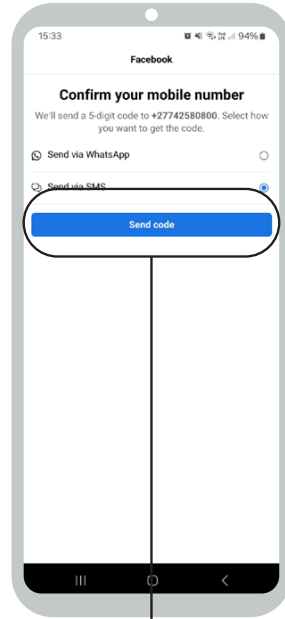 15:33 94%
Facebook
Confirm your mobile number
We'll send a 5-digit code to +27742580800. Select how
you want to get the code.
Send via WhatsApp
Send via SMS
Send code